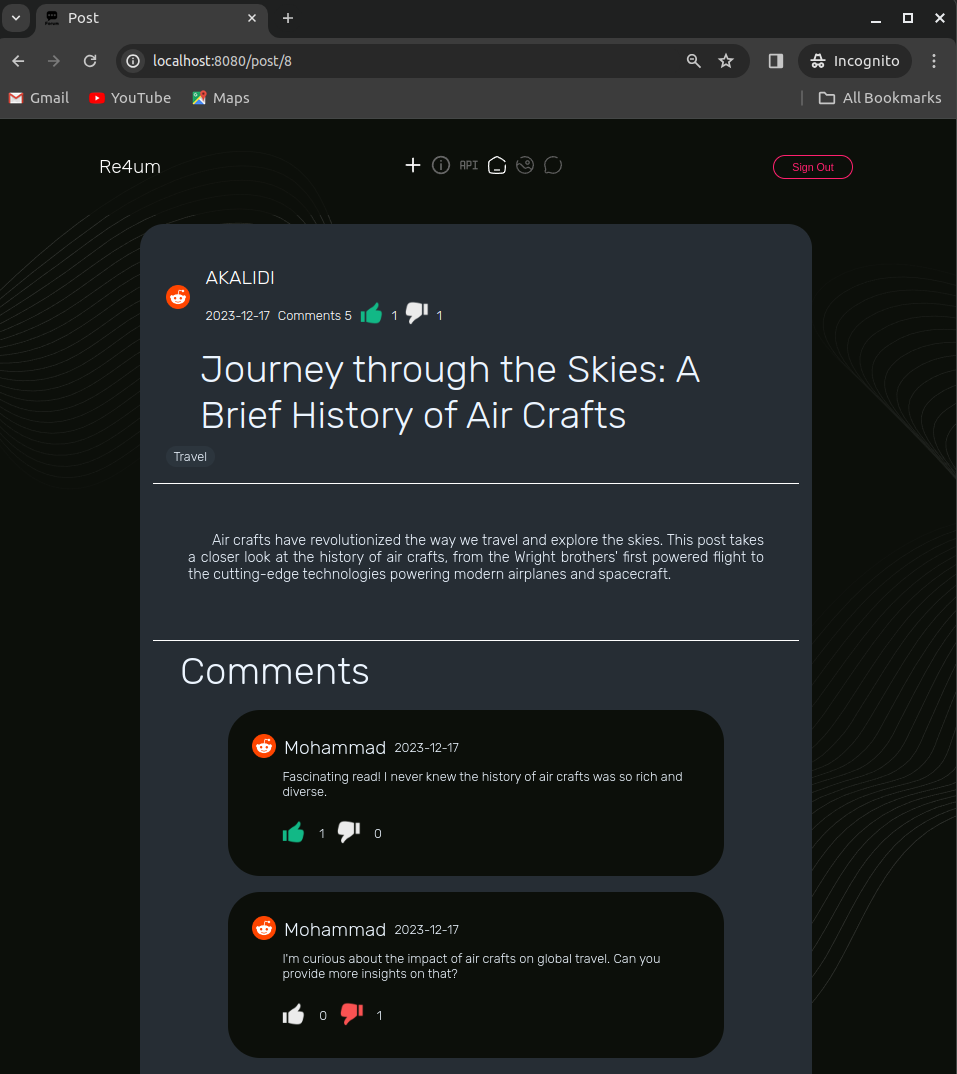 Post
localhost:8080/post/8
Incognito
Gmail YouTube Maps All Bookmarks
Re4um API Sign Out
AKALIDI
2023-12-17 Comments 5 1 1
Journey through the Skies: A
Brief History of Air Crafts
Travel
Air crafts have revolutionized the way we travel and explore the skies. This post takes
a closer look at the history of air crafts, from the Wright brothers' first powered flight to
the cutting-edge technologies powering modern airplanes and spacecraft.
Comments
Mohammad 2023-12-17
Fascinating read! I never knew the history of air crafts was so rich and
diverse.
1 0
Mohammad 2023-12-17
I'm curious about the impact of air crafts on global travel. Can you
provide more insights on that?
0 1